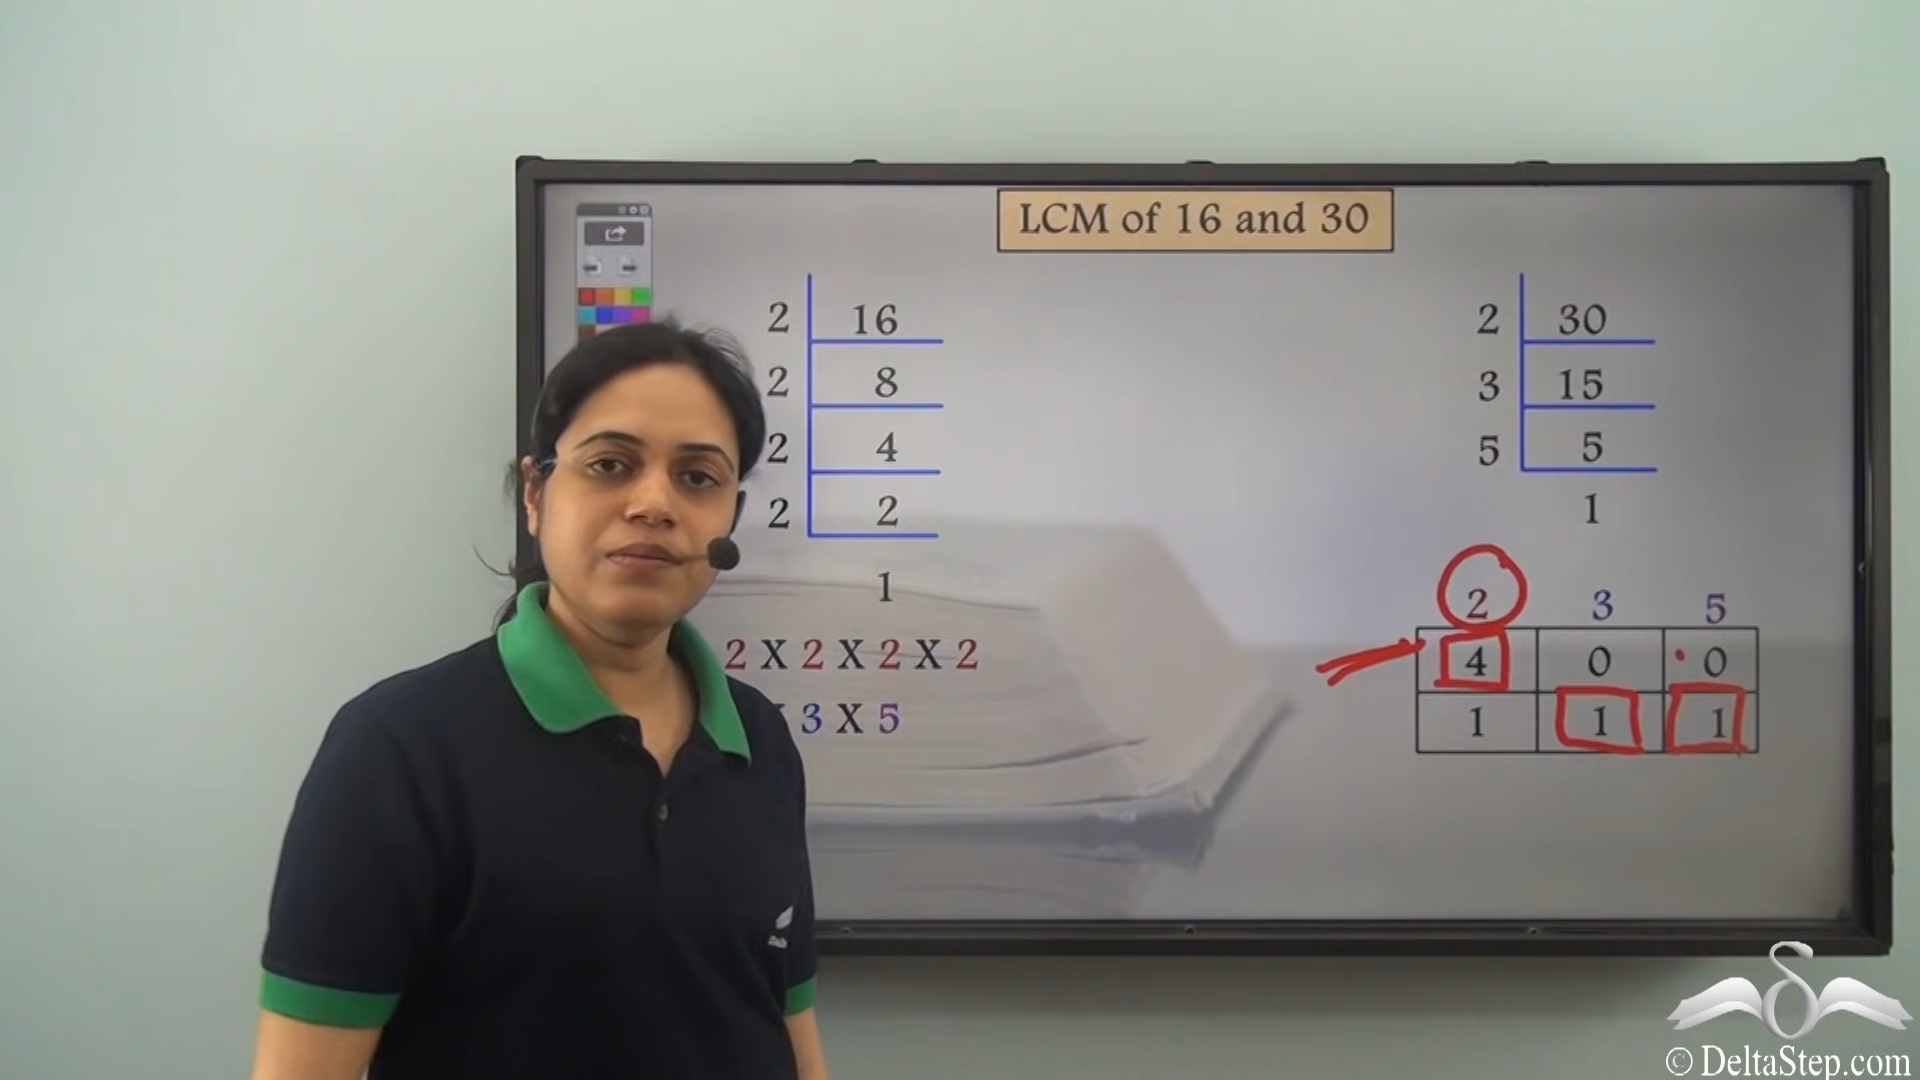 LCM of 16 and 30
2 16
2 8
2 4
2 2
1
2 X 2 X 2 X 2
X 3 X 5
2 30
3 15
5 5
1
2 3 5
4 0 0
1 1 1
© DeltaStep.com